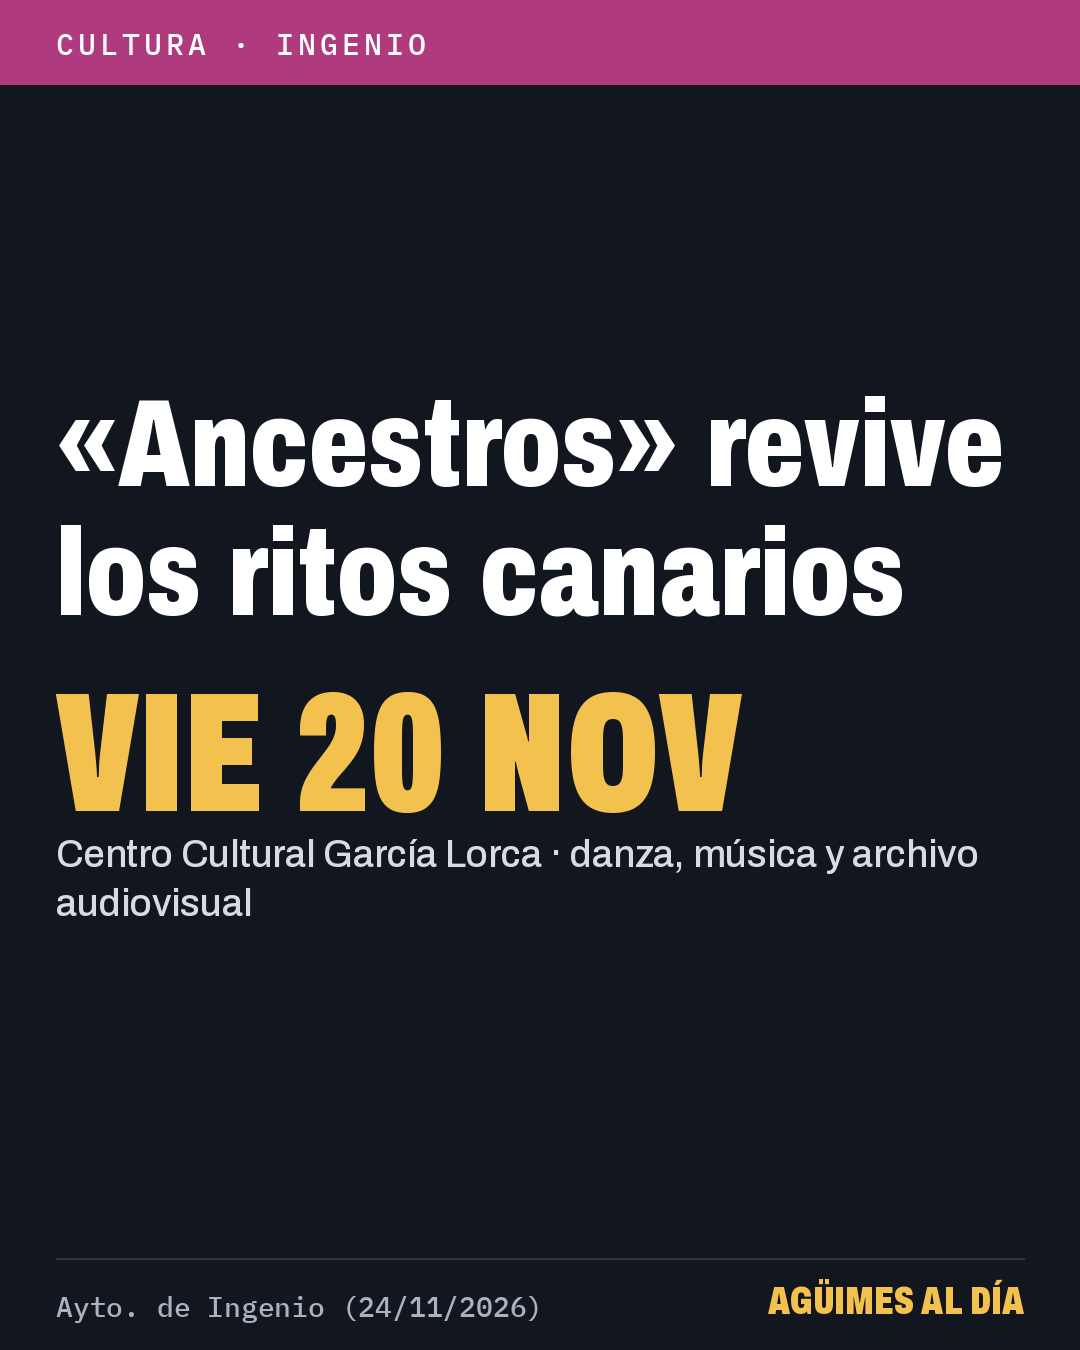 CULTURA · INGENIO
«Ancestros» revive
los ritos canarios
VIE 20 NOV
Centro Cultural García Lorca · danza, música y archivo
audiovisual
Ayto. de Ingenio (24/11/2026)
AGÜIMES AL DÍA